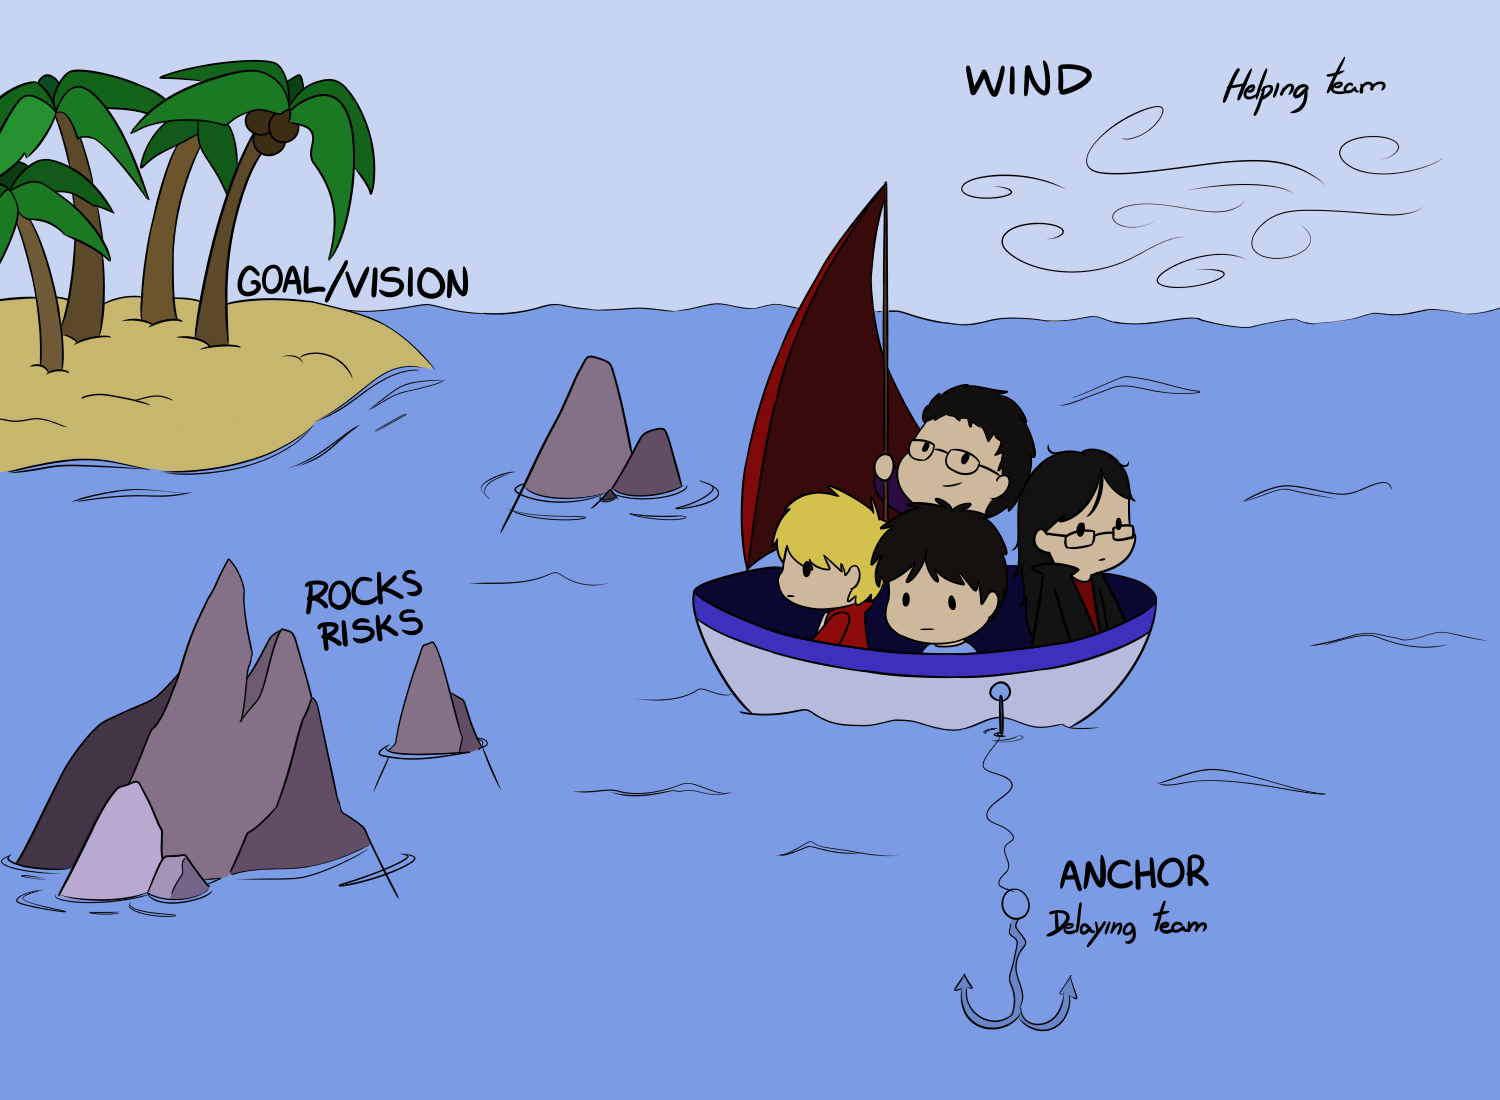 WIND
Helping team
GOAL/VISION
ROCKS
RISKS
ANCHOR
Delaying team